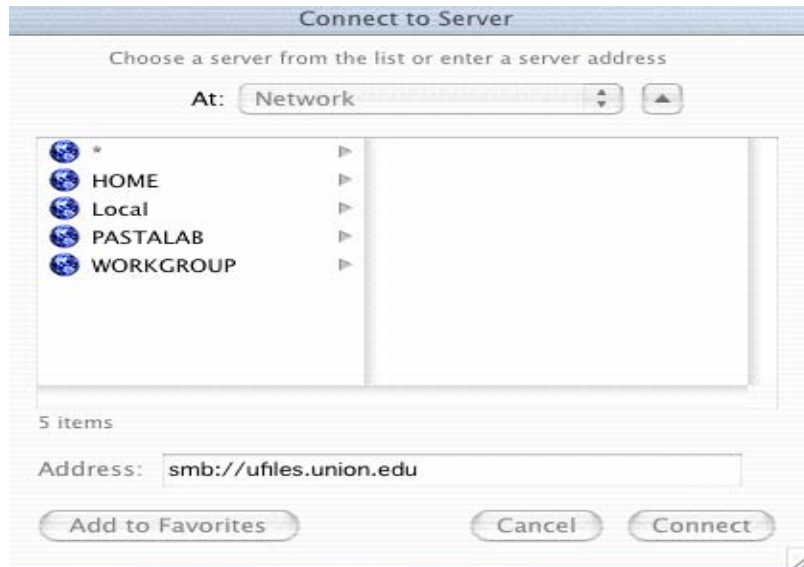 Connect to Server
Choose a server from the list or enter a server address
At: Network
*
HOME
Local
PASTALAB
WORKGROUP
5 items
Address: smb://ufiles.union.edu
Add to Favorites Cancel Connect